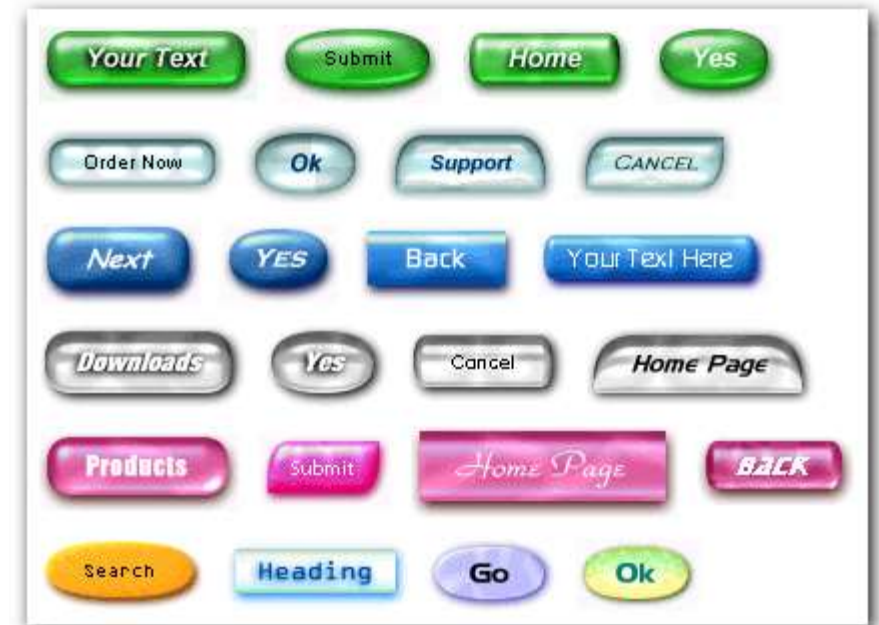 Your Text Submit Home Yes
Order Now Ok Support CANCEL
Next YES Back Your Text Here
Downloads Yes Cancel Home Page
Products Submit Home Page BACK
Search Heading Go Ok